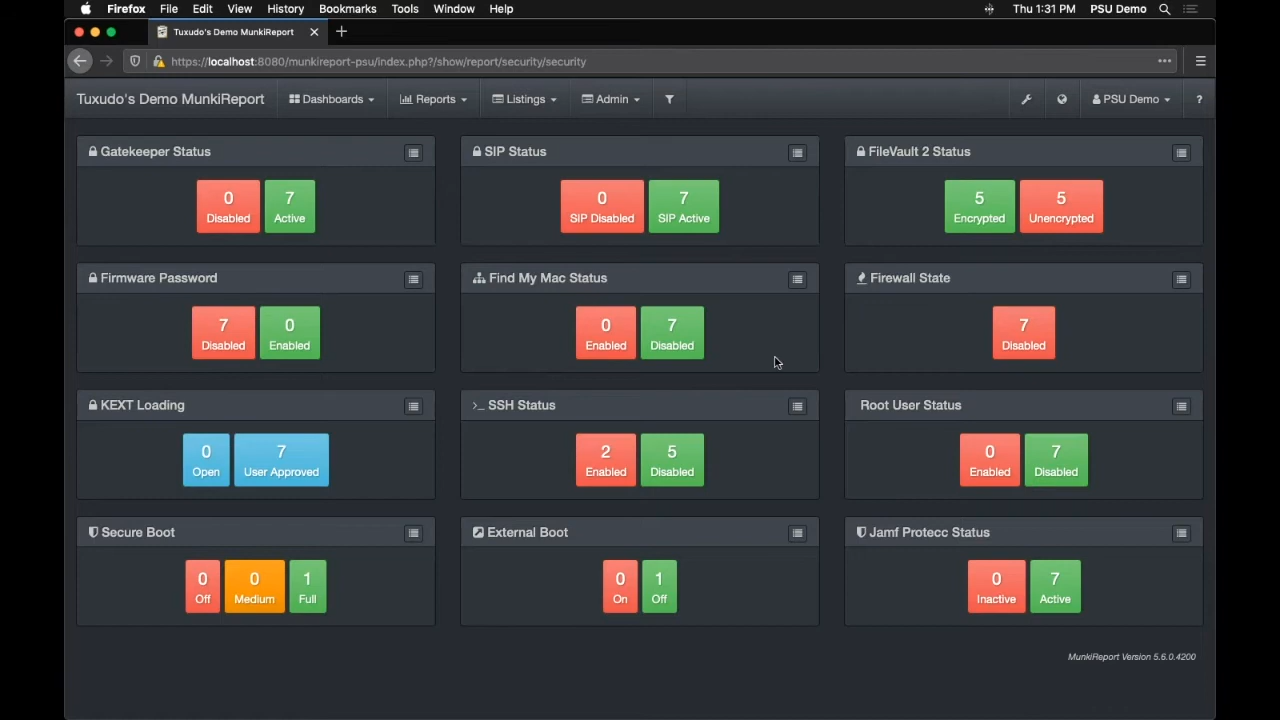 Firefox File Edit View History Bookmarks Tools Window Help Thu 1:31 PM PSU Demo
Tuxudo's Demo MunkiReport
https://localhost:8080/munkireport-psu/index.php?/show/report/security/security
Tuxudo's Demo MunkiReport Dashboards Reports Listings Admin PSU Demo ?
Gatekeeper Status
0 7
Disabled Active
SIP Status
0 7
SIP Disabled SIP Active
FileVault 2 Status
5 5
Encrypted Unencrypted
Firmware Password
7 0
Disabled Enabled
Find My Mac Status
0 7
Enabled Disabled
Firewall State
7
Disabled
KEXT Loading
0 7
Open User Approved
SSH Status
2 5
Enabled Disabled
Root User Status
0 7
Enabled Disabled
Secure Boot
0 0 1
Off Medium Full
External Boot
0 1
On Off
Jamf Protecc Status
0 7
Inactive Active
MunkiReport Version 5.6.0.4200